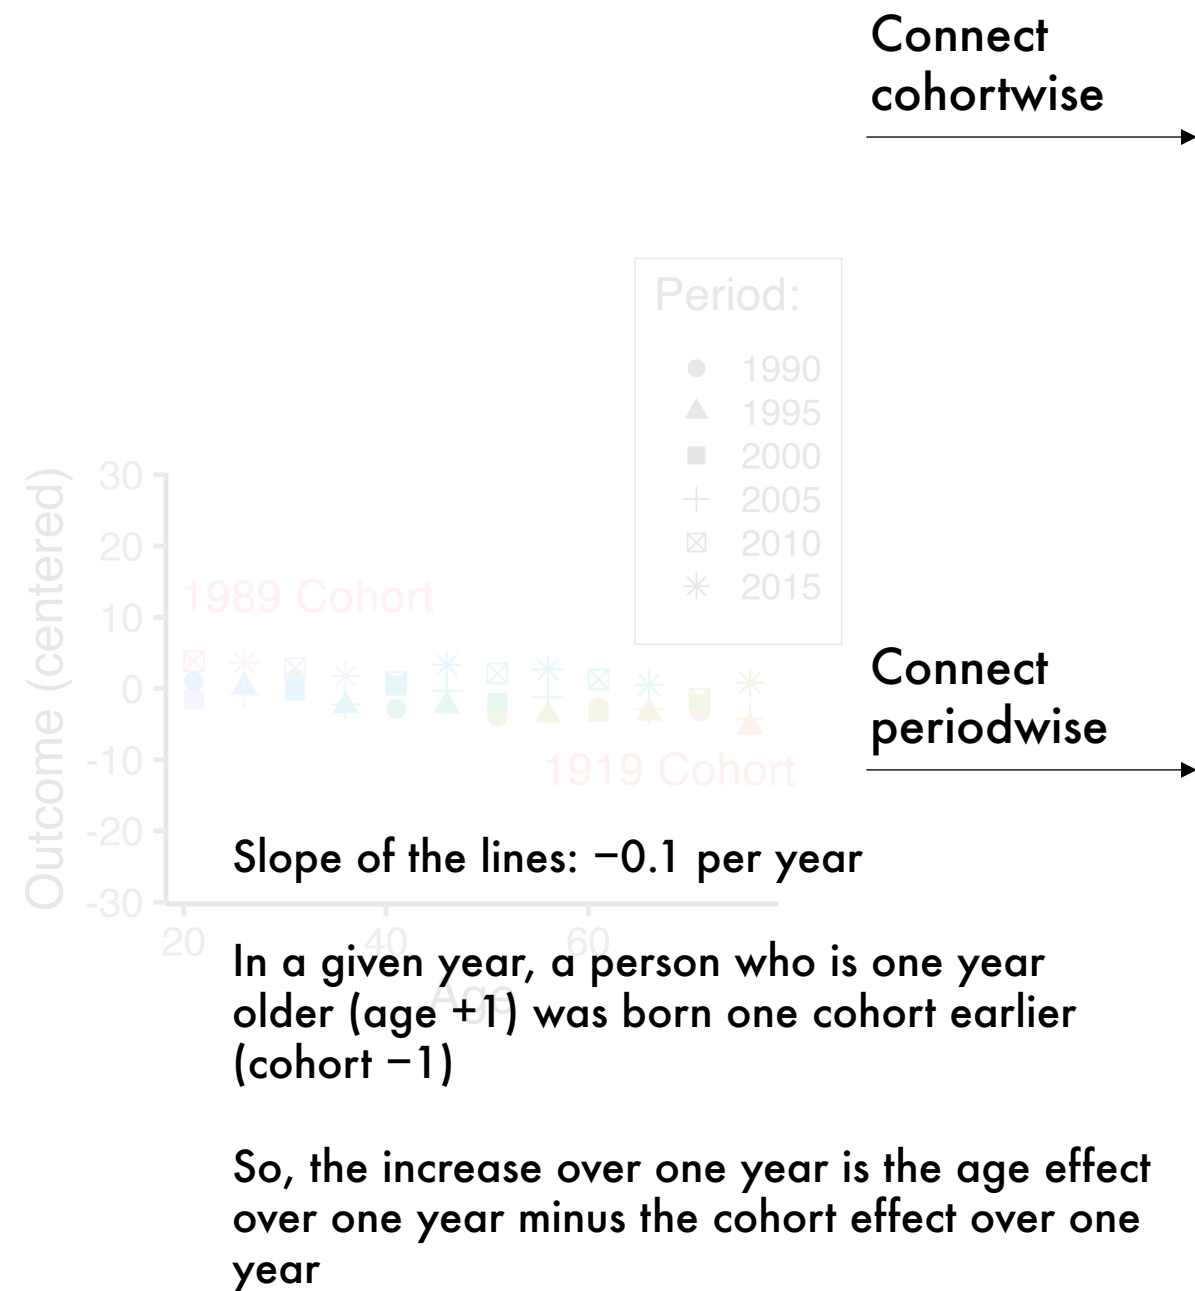 Connect
cohortwise
Period:
1990
1995
2000
2005
2010
2015
Outcome (centered)
30
20
10
0
-10
-20
-30
1989 Cohort
1919 Cohort
Connect
periodwise
20
40
60
Age
Slope of the lines: −0.1 per year
In a given year, a person who is one year
older (age +1) was born one cohort earlier
(cohort −1)
So, the increase over one year is the age effect
over one year minus the cohort effect over one
year